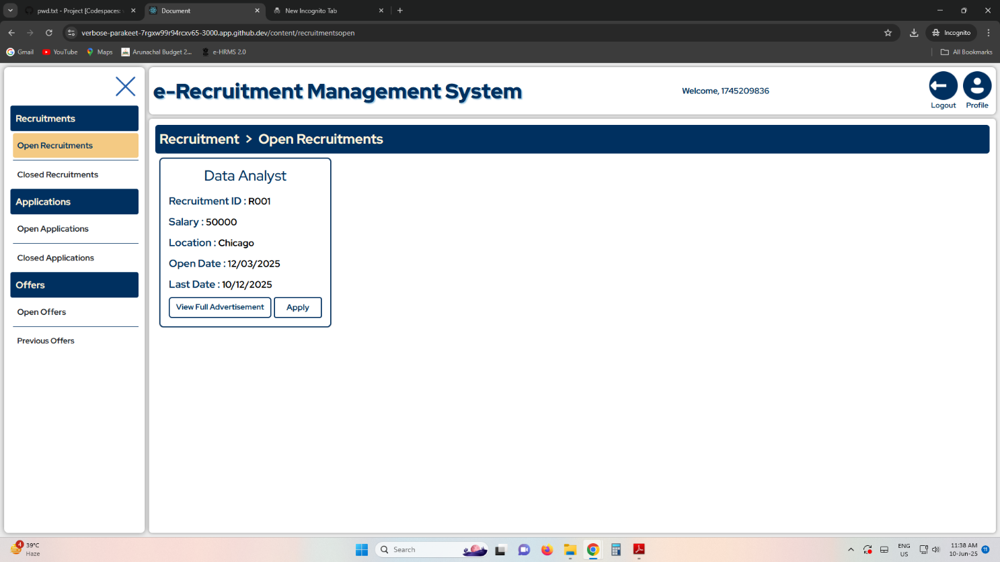 pwd.txt - Project [Codespaces:
Document
New Incognito Tab
verbose-parakeet-7rgxw99r94rcxv65-3000.app.github.dev/content/recruitmentsopen
Incognito
Gmail
YouTube
Maps
Arunachal Budget 2...
e-HRMS 2.0
All Bookmarks
e-Recruitment Management System
Welcome, 1745209836
Logout
Profile
Recruitments
Open Recruitments
Closed Recruitments
Applications
Open Applications
Closed Applications
Offers
Open Offers
Previous Offers
Recruitment > Open Recruitments
Data Analyst
Recruitment ID : R001
Salary : 50000
Location : Chicago
Open Date : 12/03/2025
Last Date : 10/12/2025
View Full Advertisement
Apply
4
39°C
Haze
Search
ENG
US
11:38 AM
10-Jun-25
11